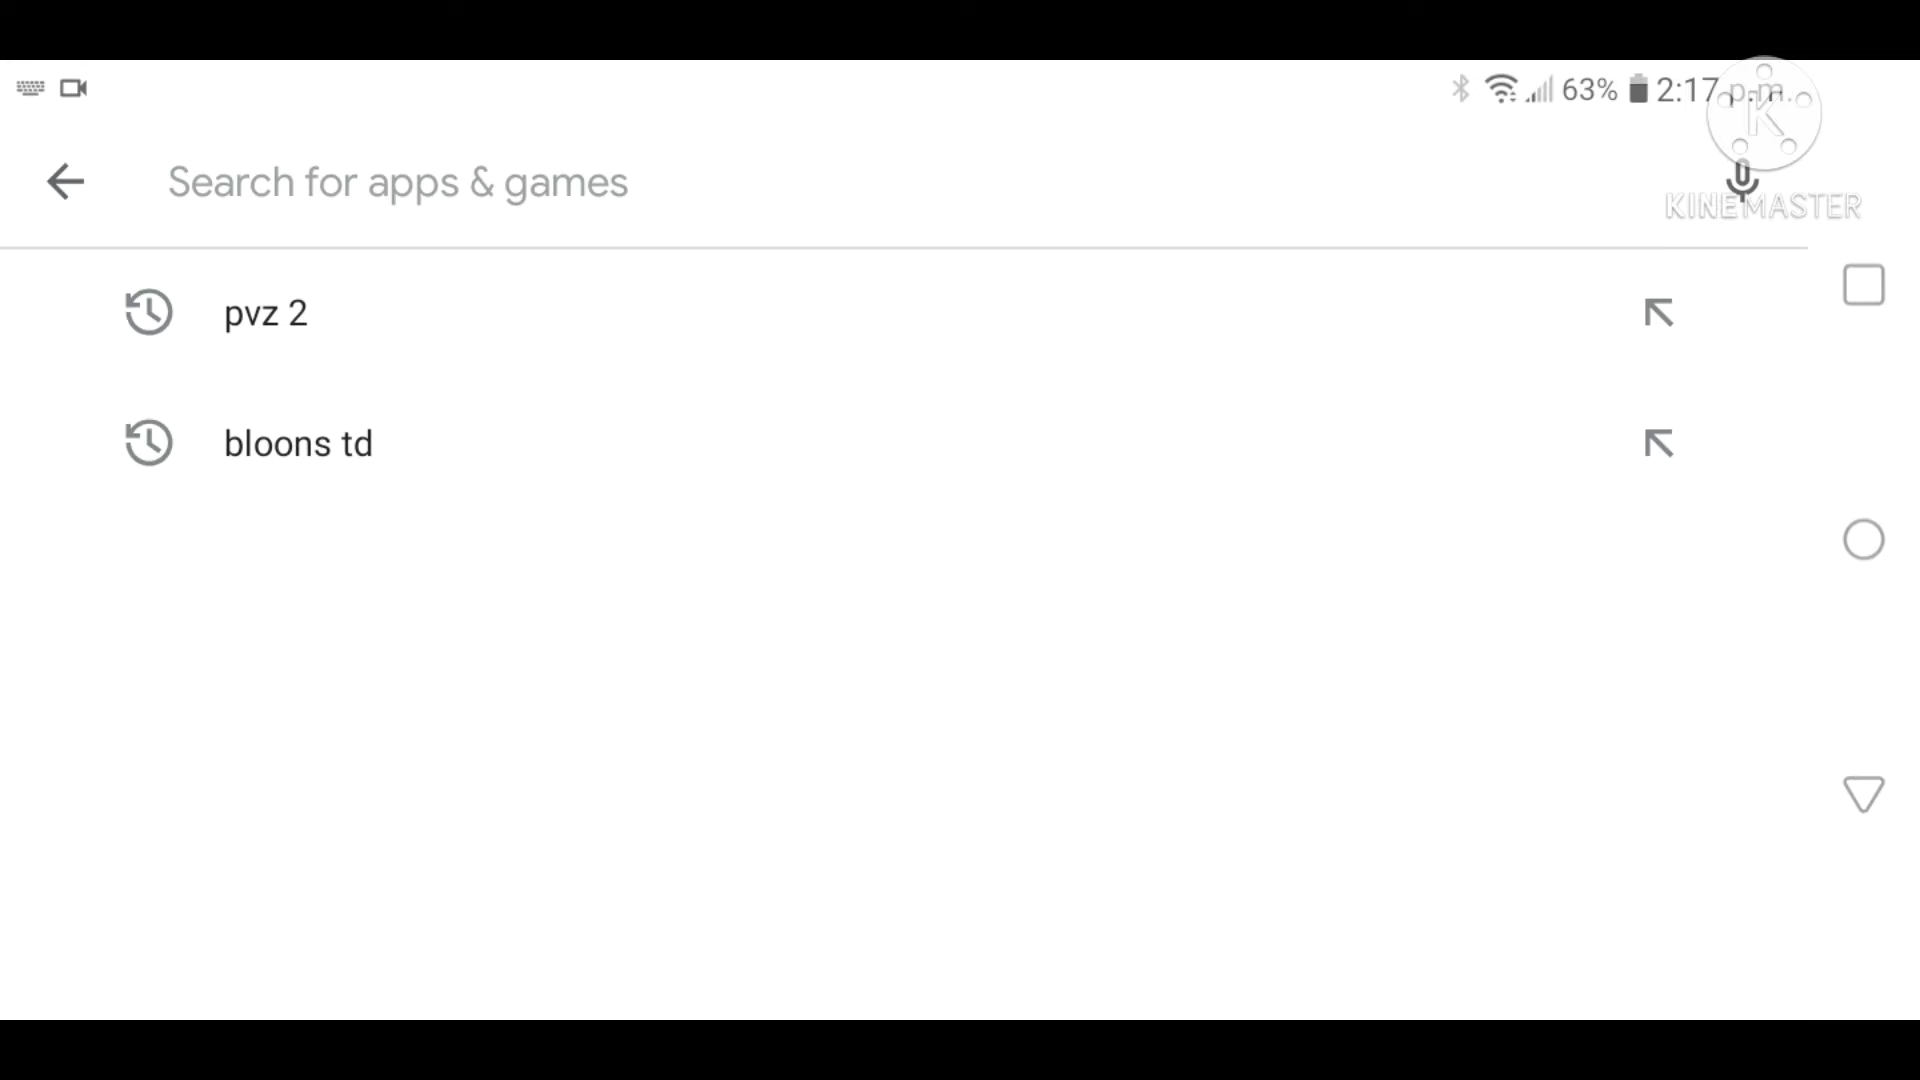 63% 2:17 p.m.
K
Search for apps & games
KINEMASTER
pvz 2
bloons td